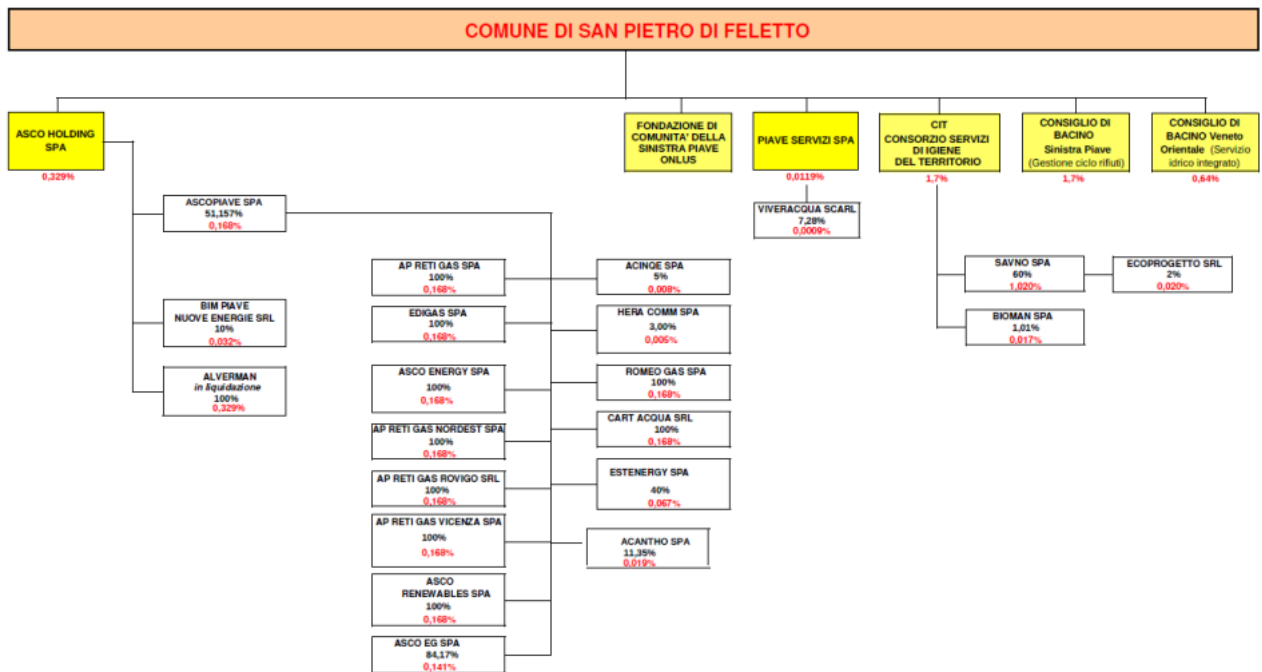 COMUNE DI SAN PIETRO DI FELETTO
ASCO HOLDING
SPA
0,329%
FONDAZIONE DI
COMUNITA' DELLA
SINISTRA PIAVE
ONLUS
PIAVE SERVIZI SPA
0,0119%
CIT
CONSORZIO SERVIZI
DI IGIENE
DEL TERRITORIO
1,7%
CONSIGLIO DI
BACINO
Sinistra Piave
(Gestione ciclo rifiuti)
1,7%
CONSIGLIO DI
BACINO Veneto
Orientale (Servizio
idrico integrato)
0,64%
ASCOPIAVE SPA
51,157%
0,168%
BIM PIAVE
NUOVE ENERGIE SRL
10%
0,032%
ALVERMAN
in liquidazione
100%
0,329%
AP RETI GAS SPA
100%
0,168%
EDIGAS SPA
100%
0,168%
ASCO ENERGY SPA
100%
0,168%
AP RETI GAS NORDEST SPA
100%
0,168%
AP RETI GAS ROVIGO SRL
100%
0,168%
AP RETI GAS VICENZA SPA
100%
0,168%
ASCO
RENEWABLES SPA
100%
0,168%
ASCO EG SPA
84,17%
0,141%
ACINQE SPA
5%
0,008%
HERA COMM SPA
3,00%
0,005%
ROMEO GAS SPA
100%
0,168%
CART ACQUA SRL
100%
0,168%
ESTENERGY SPA
40%
0,067%
ACANTHO SPA
11,35%
0,019%
VIVERACQUA SCARL
7,28%
0,0009%
SAVNO SPA
60%
1,020%
ECOPROGETTO SRL
2%
0,020%
BIOMAN SPA
1,01%
0,017%